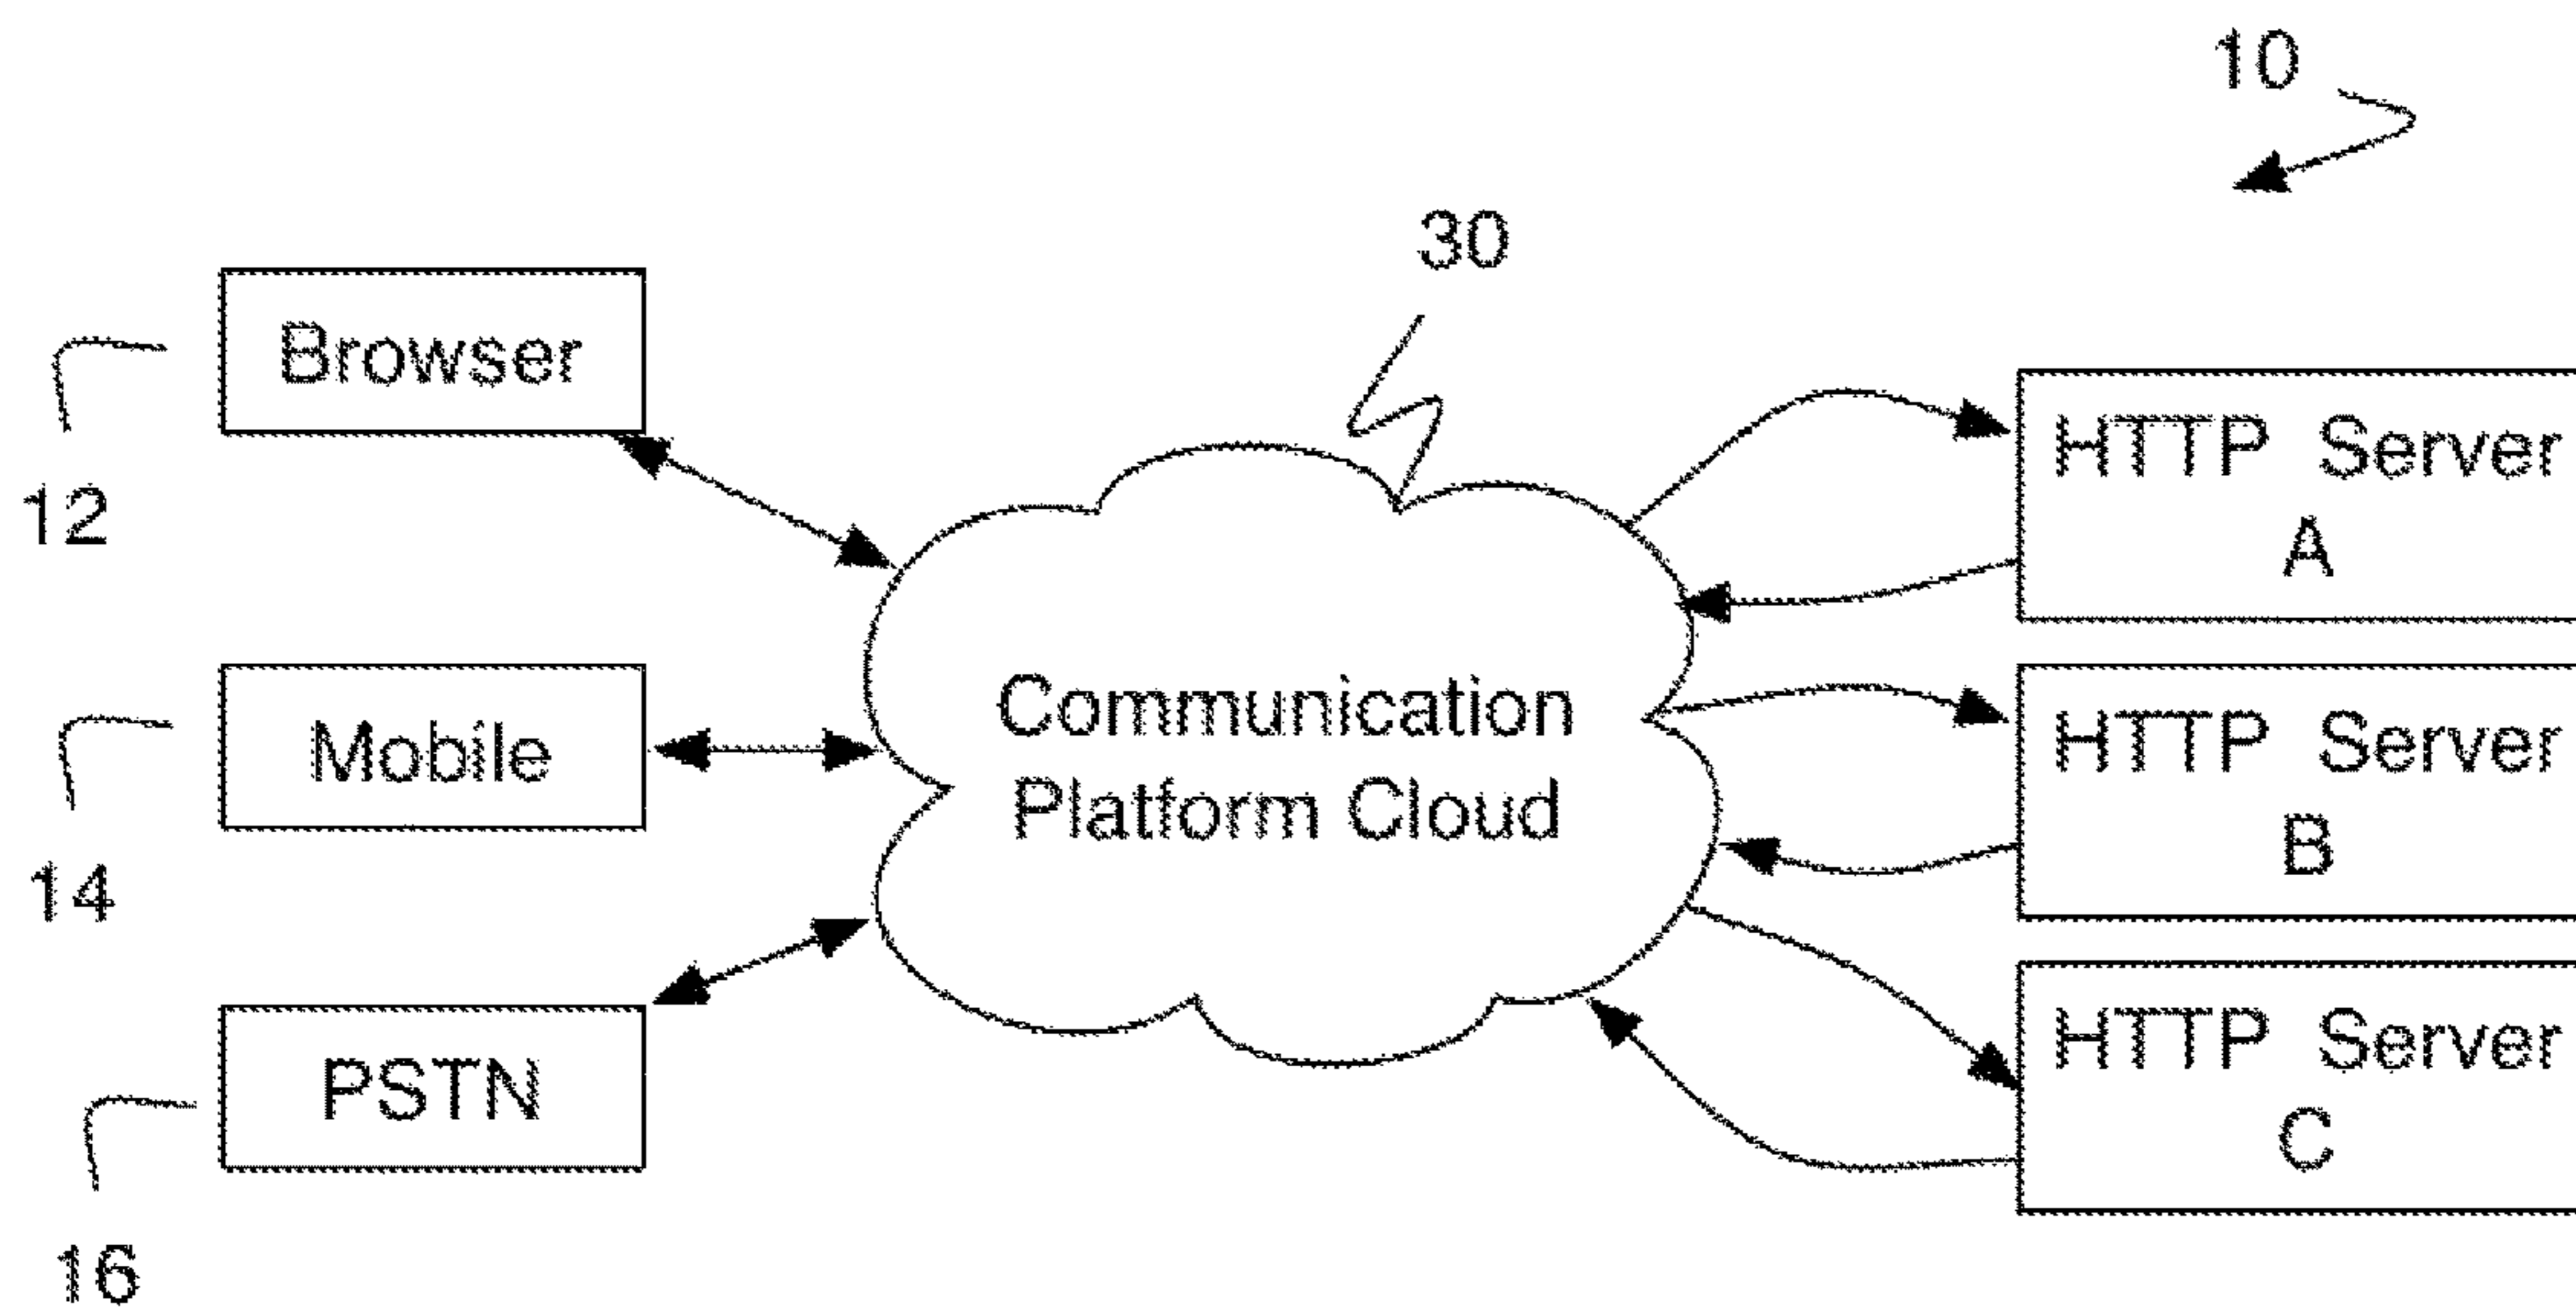 10
30
Browser
12
HTTP Server
A
Communication
Platform Cloud
Mobile
14
HTTP Server
B
PSTN
16
HTTP Server
C